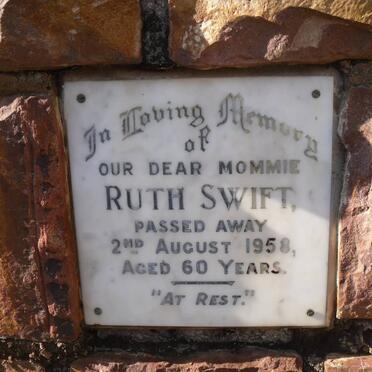 In Loving Memory
of
OUR DEAR MOMMIE
RUTH SWIFT,
PASSED AWAY
2ND AUGUST 1958,
AGED 60 YEARS.
"AT REST."